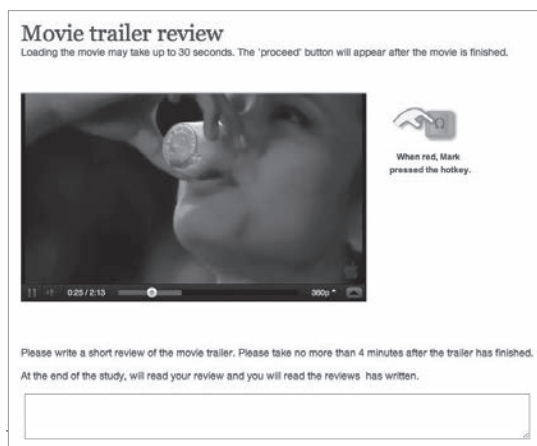 Movie trailer review
Loading the movie may take up to 30 seconds. The 'proceed' button will appear after the movie is finished.
Ω
When red, Mark
pressed the hotkey.
0:25 / 2:13
360p
Please write a short review of the movie trailer. Please take no more than 4 minutes after the trailer has finished.
At the end of the study, will read your review and you will read the reviews has written.